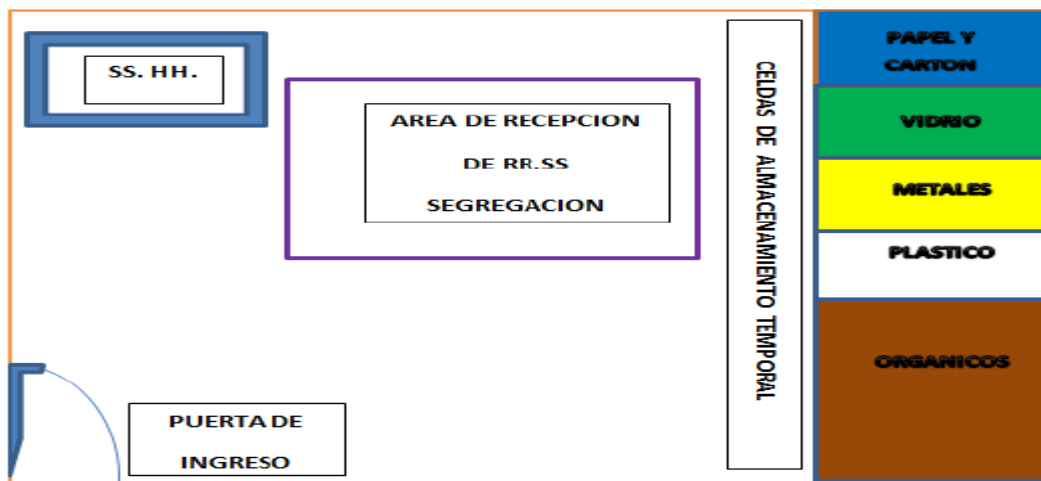 SS. HH.
AREA DE RECEPCION
DE RR.SS
SEGREGACION
PUERTA DE
INGRESO
CELDAS DE ALMACENAMIENTO TEMPORAL
PAPEL Y
CARTON
VIDRIO
METALES
PLASTICO
ORGANICOS